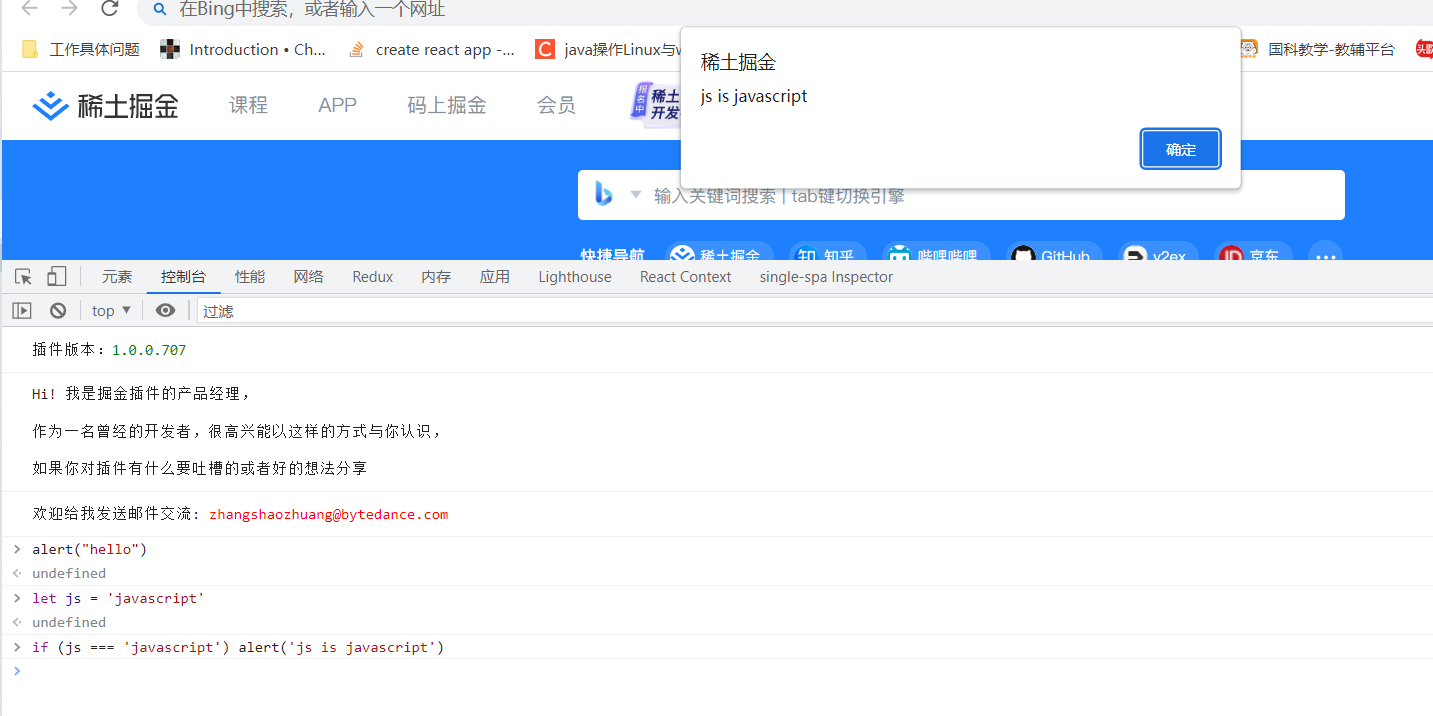 在Bing中搜索，或者输入一个网址
工作具体问题 Introduction • Ch... create react app -... java操作Linux与 国科教学-教辅平台 头歌
稀土掘金
js is javascript
确定
稀土掘金 课程 APP 码上掘金 会员 报名中 稀土
开发
输入关键词搜索 | tab键切换引擎
快捷导航 稀土掘金 知乎 哔哩哔哩 GitHub v2ex 京东 ...
元素 控制台 性能 网络 Redux 内存 应用 Lighthouse React Context single-spa Inspector
top ▼ 过滤
插件版本：1.0.0.707
Hi! 我是掘金插件的产品经理，
作为一名曾经的开发者，很高兴能以这样的方式与你认识，
如果你对插件有什么要吐槽的或者好的想法分享
欢迎给我发送邮件交流: zhangshaozhuang@bytedance.com
> alert("hello")
<· undefined
> let js = 'javascript'
<· undefined
> if (js === 'javascript') alert('js is javascript')
>